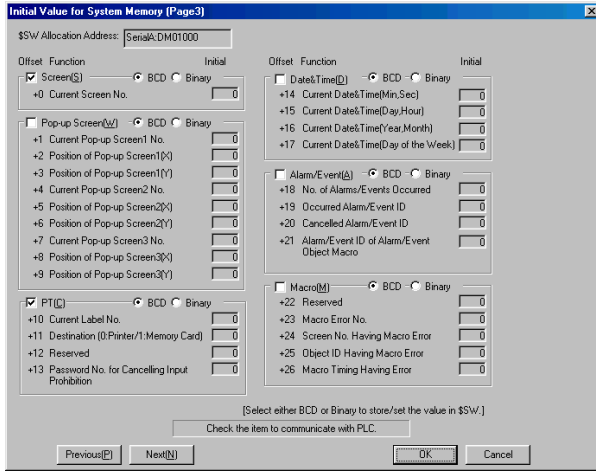 Initial Value for System Memory (Page3)
$SW Allocation Address: SerialA:DM01000
Offset Function Initial
Screen(S) BCD Binary
+0 Current Screen No. 0
Pop-up Screen(W) BCD Binary
+1 Current Pop-up Screen1 No. 0
+2 Position of Pop-up Screen1(X) 0
+3 Position of Pop-up Screen1(Y) 0
+4 Current Pop-up Screen2 No. 0
+5 Position of Pop-up Screen2(X) 0
+6 Position of Pop-up Screen2(Y) 0
+7 Current Pop-up Screen3 No. 0
+8 Position of Pop-up Screen3(X) 0
+9 Position of Pop-up Screen3(Y) 0
PT(C) BCD Binary
+10 Current Label No. 0
+11 Destination (0:Printer/1:Memory Card) 0
+12 Reserved 0
+13 Password No. for Cancelling Input 0
Prohibition
Offset Function Initial
Date&Time(D) BCD Binary
+14 Current Date&Time(Min,Sec) 0
+15 Current Date&Time(Day,Hour) 0
+16 Current Date&Time(Year,Month) 0
+17 Current Date&Time(Day of the Week) 0
Alarm/Event(A) BCD Binary
+18 No. of Alarms/Events Occurred 0
+19 Occurred Alarm/Event ID 0
+20 Cancelled Alarm/Event ID 0
+21 Alarm/Event ID of Alarm/Event 0
Object Macro
Macro(M) BCD Binary
+22 Reserved 0
+23 Macro Error No. 0
+24 Screen No. Having Macro Error 0
+25 Object ID Having Macro Error 0
+26 Macro Timing Having Error 0
[Select either BCD or Binary to store/set the value in $SW.]
Check the item to communicate with PLC.
Previous(P) Next(N) OK Cancel